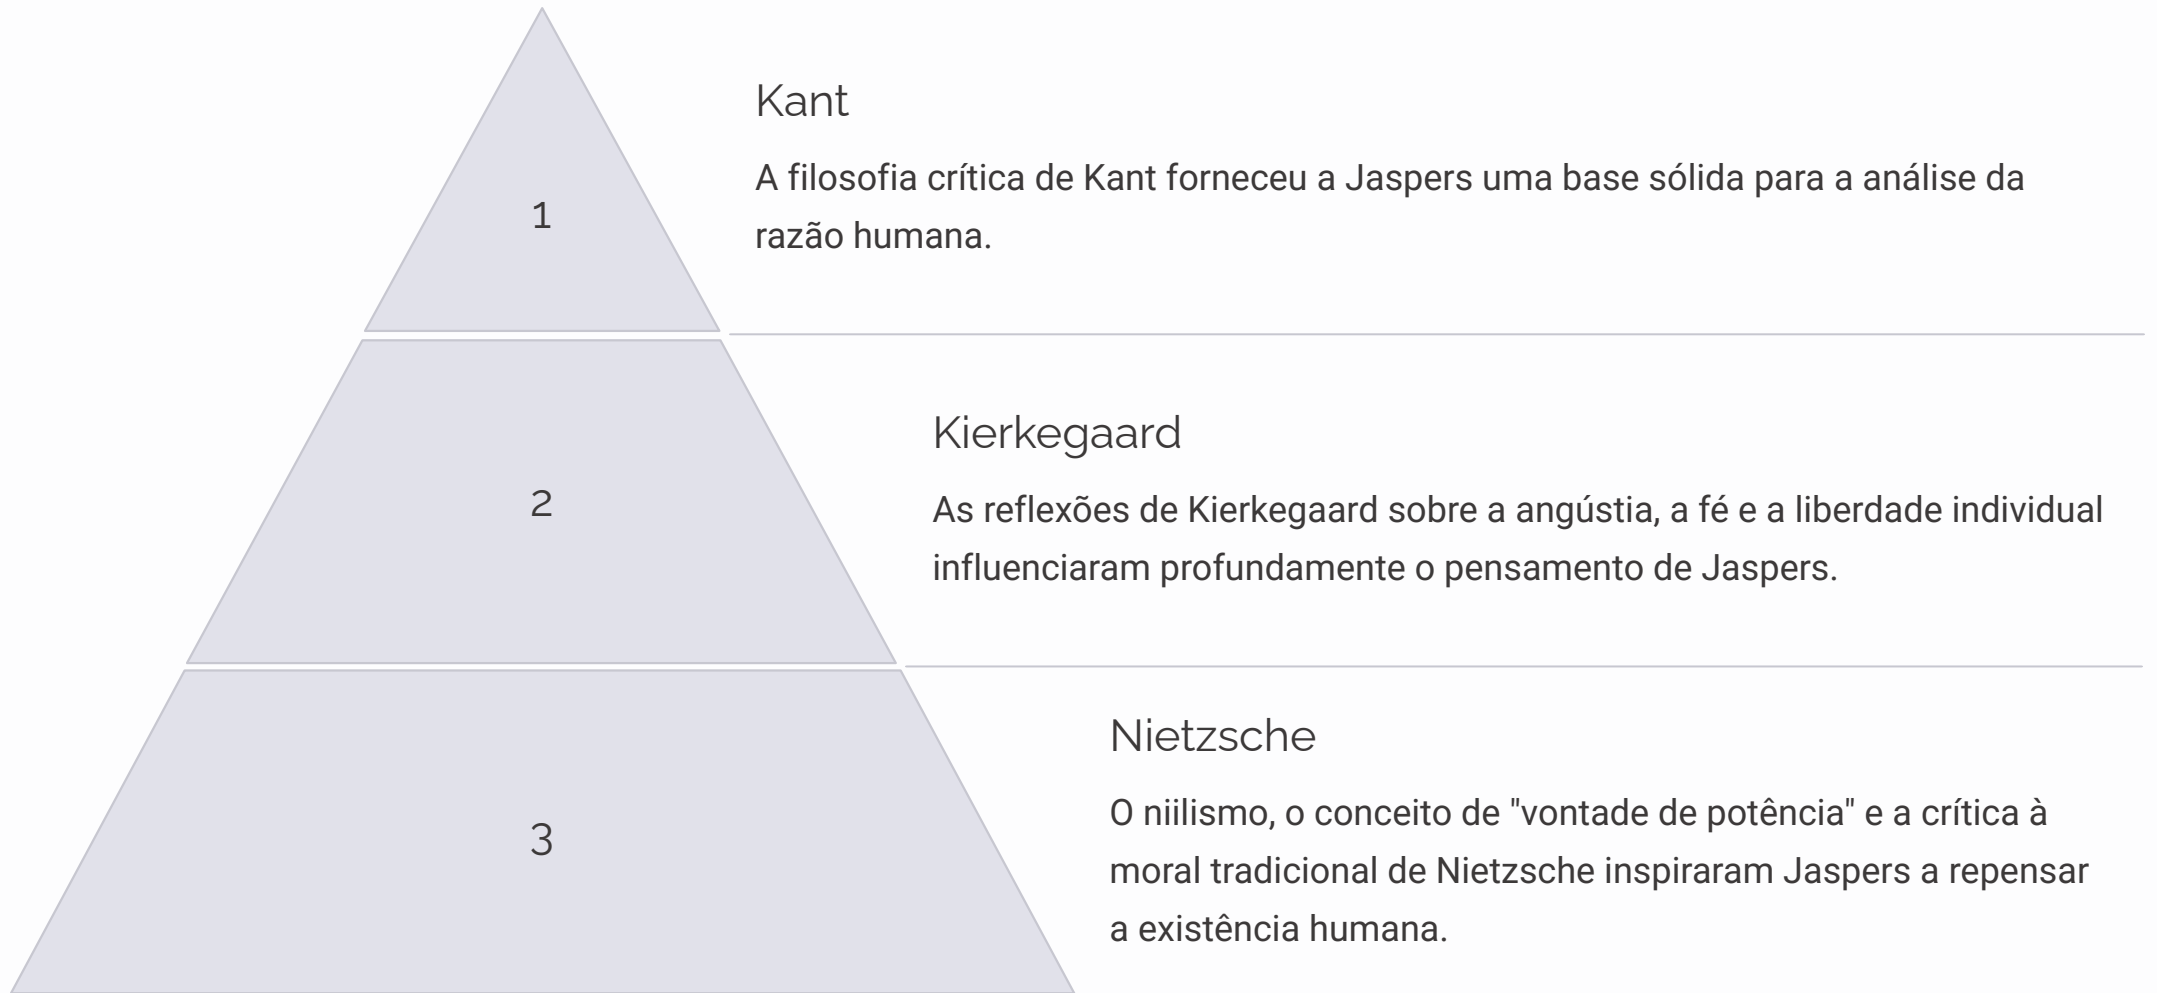 1
Kant
A filosofia crítica de Kant forneceu a Jaspers uma base sólida para a análise da
razão humana.
2
Kierkegaard
As reflexões de Kierkegaard sobre a angústia, a fé e a liberdade individual
influenciaram profundamente o pensamento de Jaspers.
3
Nietzsche
O niilismo, o conceito de "vontade de potência" e a crítica à
moral tradicional de Nietzsche inspiraram Jaspers a repensar
a existência humana.